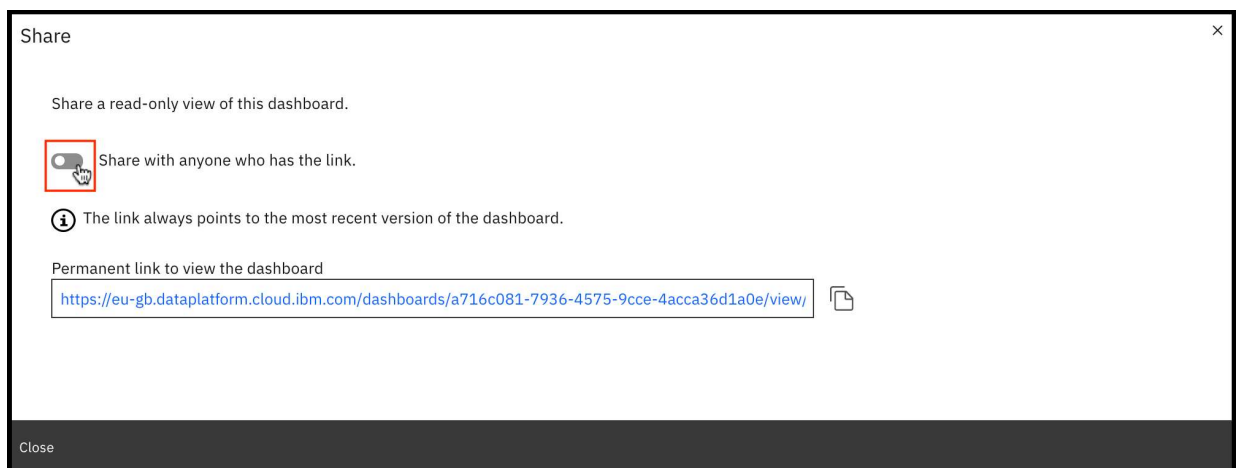 Share
Share a read-only view of this dashboard.
Share with anyone who has the link.
The link always points to the most recent version of the dashboard.
Permanent link to view the dashboard
https://eu-gb.dataplatform.cloud.ibm.com/dashboards/a716c081-7936-4575-9cce-4acca36d1a0e/view/
Close